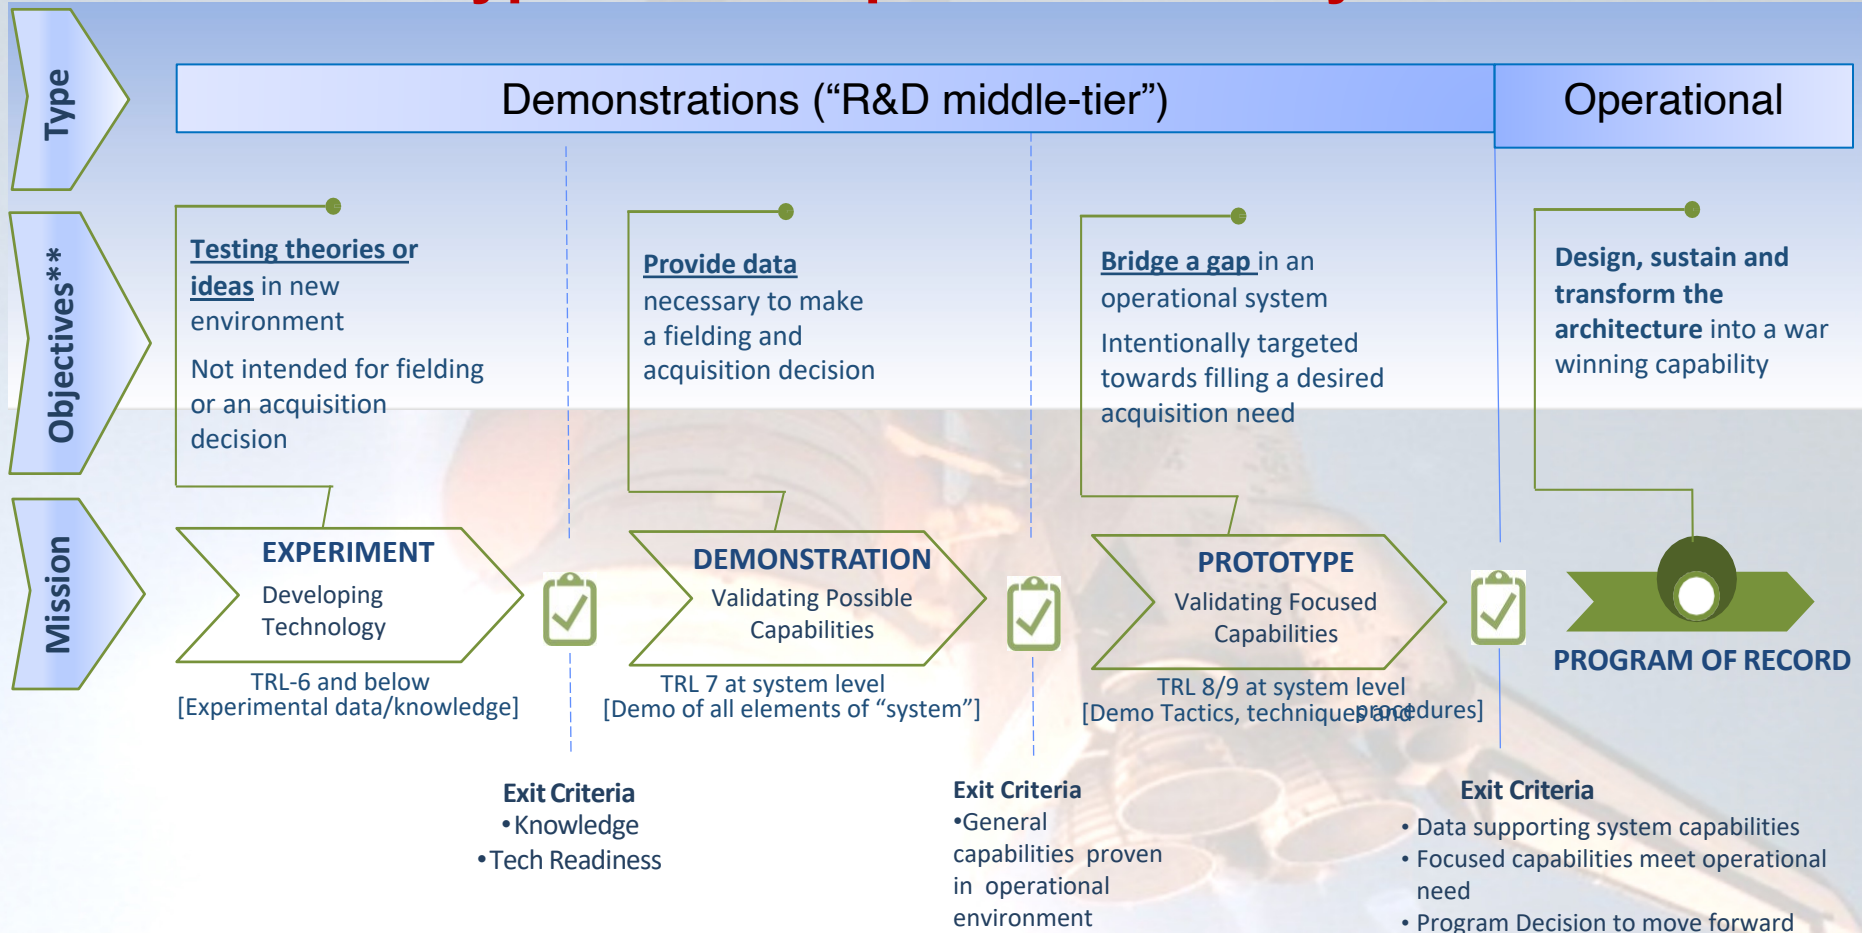 Type
Demonstrations (“R&D middle-tier”)
Operational
Objectives**
Testing theories or
ideas in new
environment
Not intended for fielding
or an acquisition
decision
Provide data
necessary to make
a fielding and
acquisition decision
Bridge a gap in an
operational system
Intentionally targeted
towards filling a desired
acquisition need
Design, sustain and
transform the
architecture into a war
winning capability
Mission
EXPERIMENT
Developing
Technology
TRL-6 and below
[Experimental data/knowledge]
DEMONSTRATION
Validating Possible
Capabilities
TRL 7 at system level
[Demo of all elements of “system”]
PROTOTYPE
Validating Focused
Capabilities
TRL 8/9 at system level
[Demo Tactics, techniques and procedures]
PROGRAM OF RECORD
Exit Criteria
•Knowledge
•Tech Readiness
Exit Criteria
•General
capabilities proven
in operational
environment
Exit Criteria
• Data supporting system capabilities
• Focused capabilities meet operational
need
• Program Decision to move forward